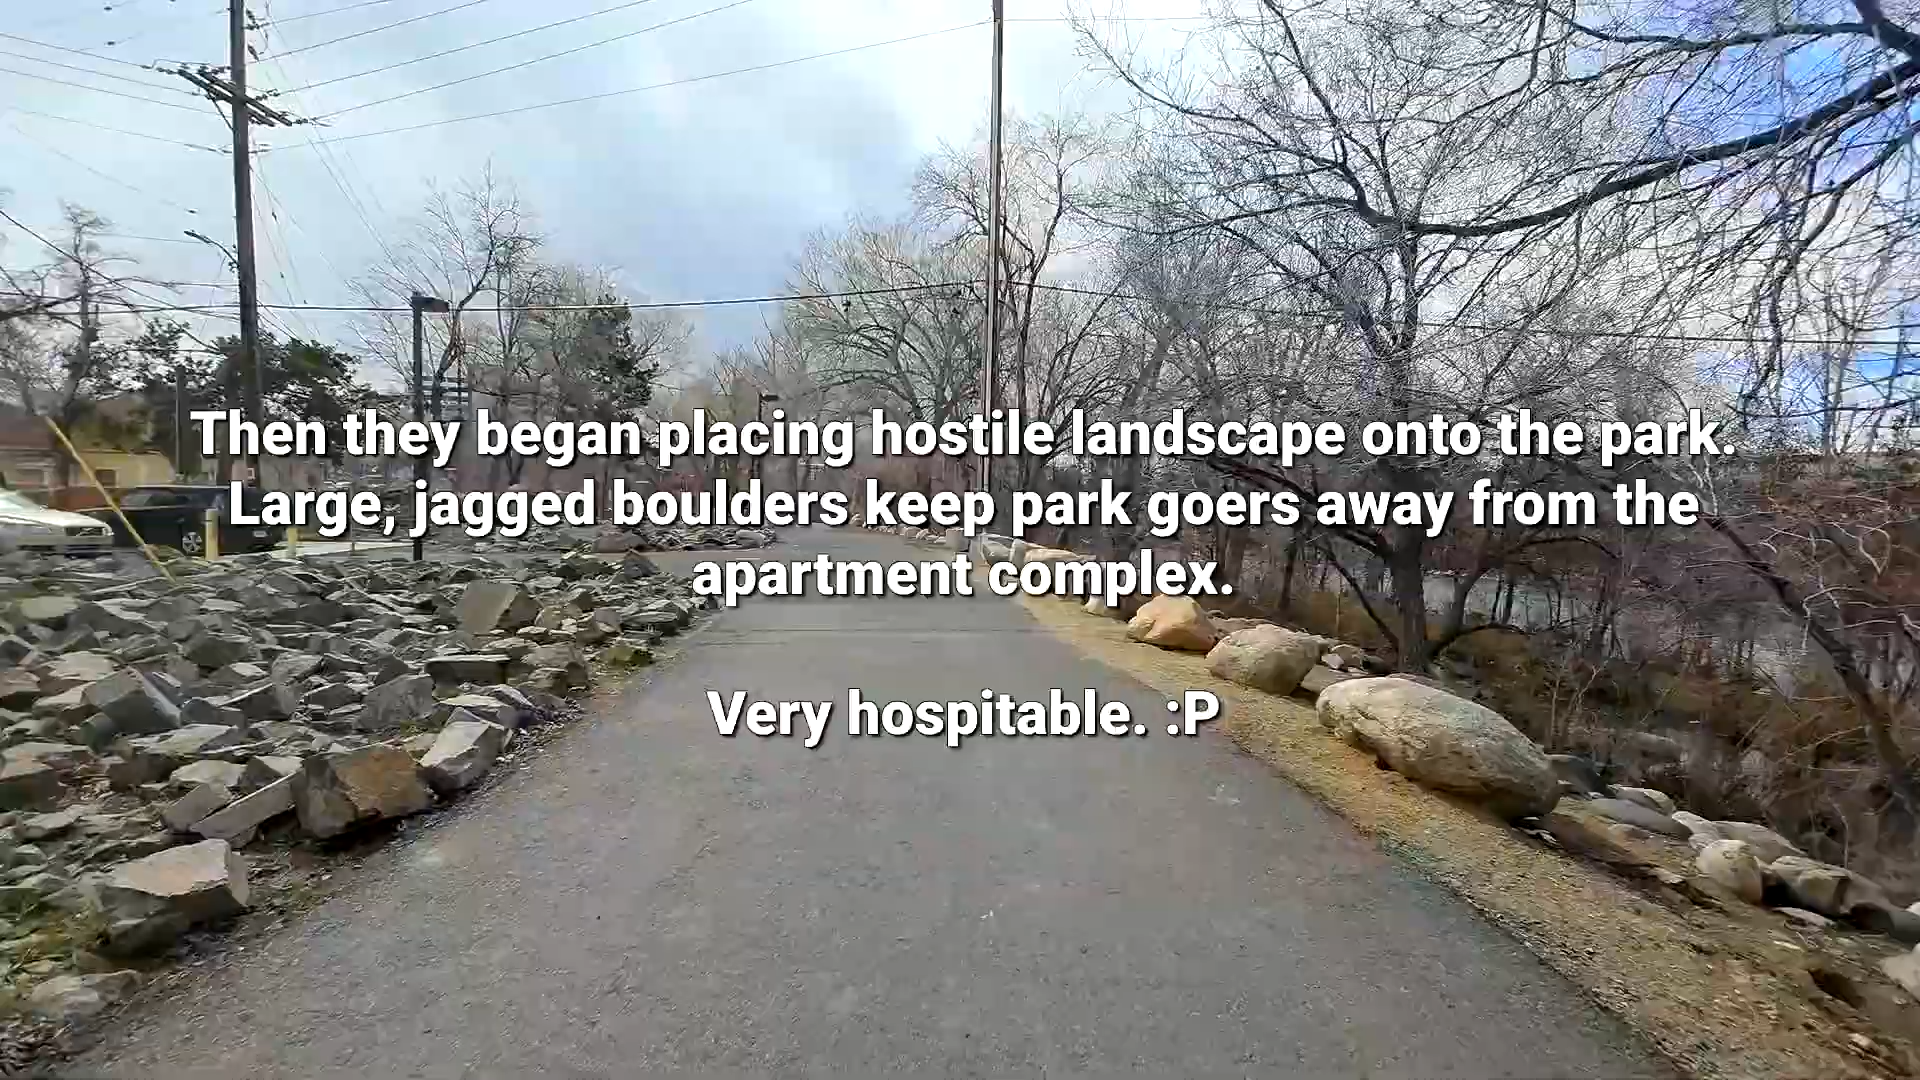 Then they began placing hostile landscape onto the park.
Large, jagged boulders keep park goers away from the
apartment complex.
Very hospitable. :P